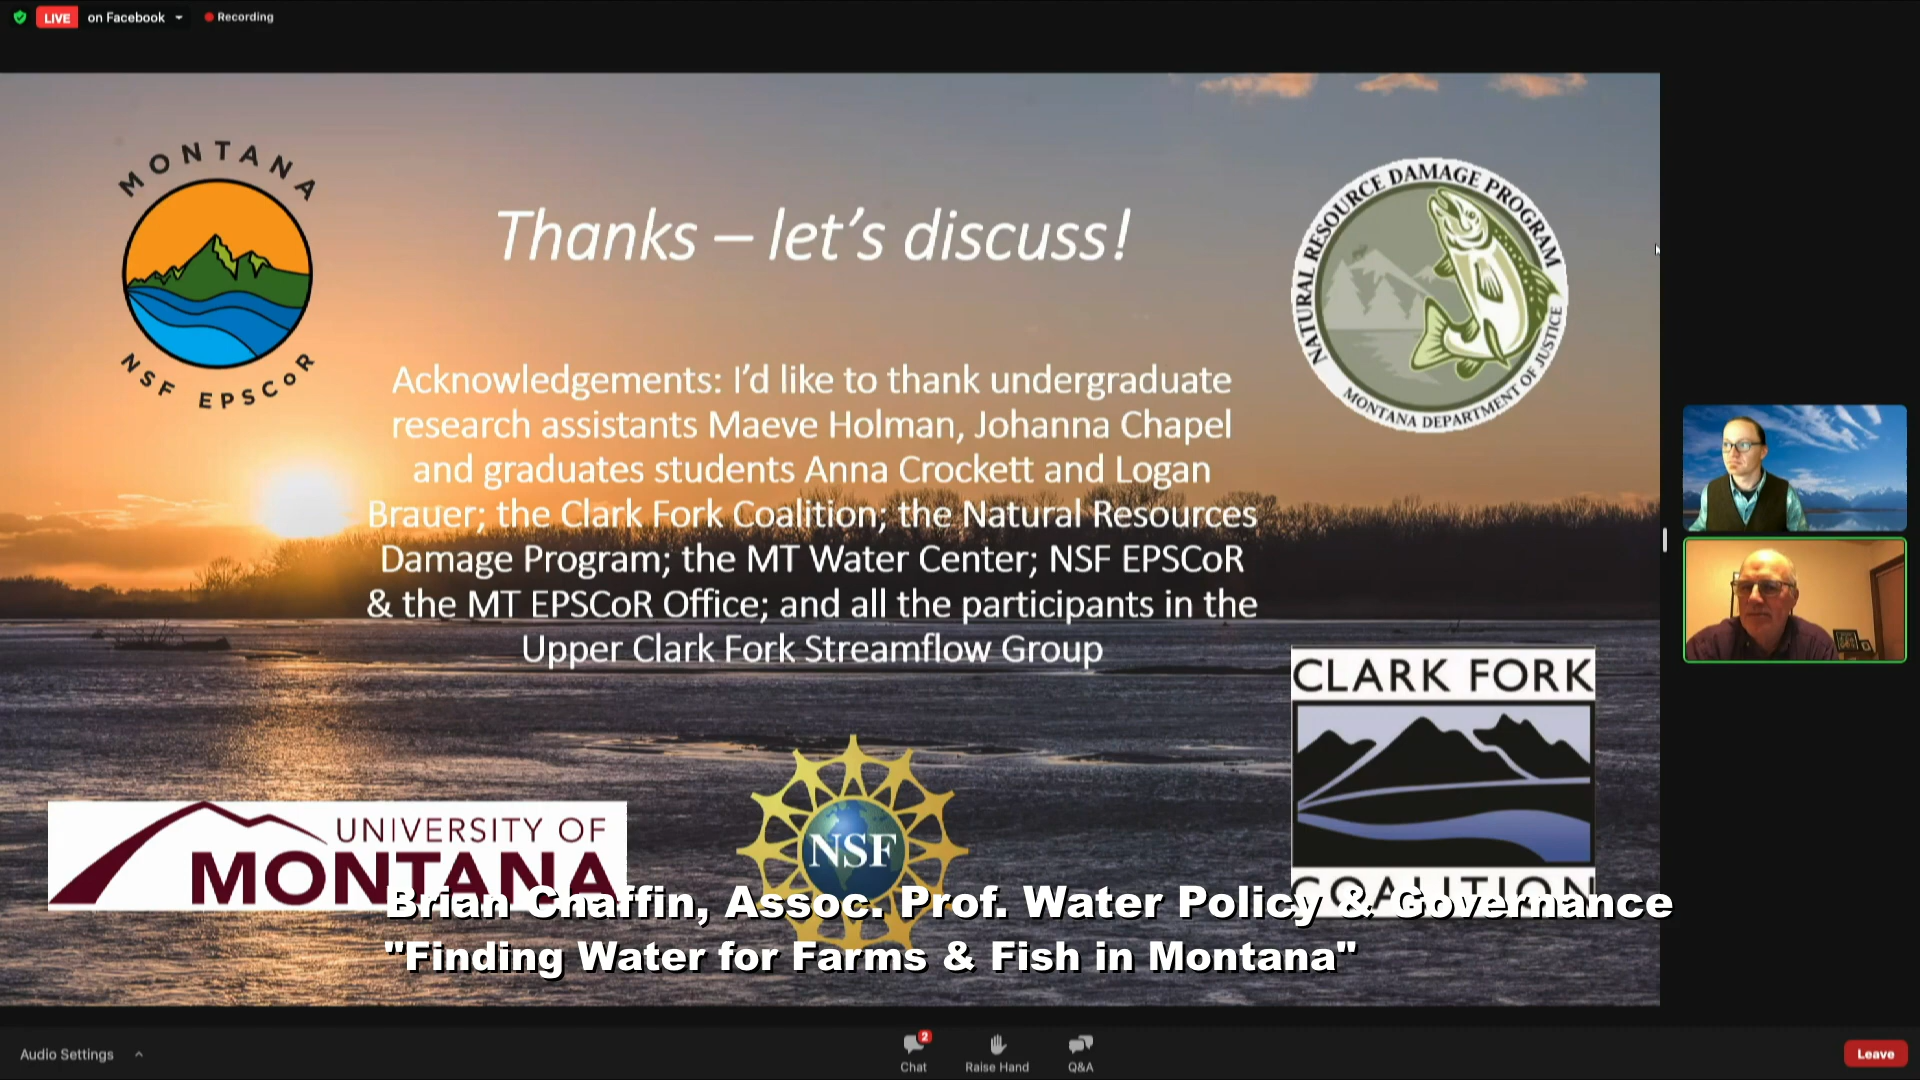 LIVE on Facebook Recording
MONTANA
NSF EPSCoR
Thanks – let's discuss!
NATURAL RESOURCE DAMAGE PROGRAM
MONTANA DEPARTMENT OF JUSTICE
Acknowledgements: I'd like to thank undergraduate
research assistants Maeve Holman, Johanna Chapel
and graduates students Anna Crockett and Logan
Brauer; the Clark Fork Coalition; the Natural Resources
Damage Program; the MT Water Center; NSF EPSCoR
& the MT EPSCoR Office; and all the participants in the
Upper Clark Fork Streamflow Group
CLARK FORK
COALITION
UNIVERSITY OF
MONTANA
NSF
Brian Chaffin, Assoc. Prof. Water Policy & Governance
"Finding Water for Farms & Fish in Montana"
Audio Settings
2
Chat
Raise Hand
Q&A
Leave